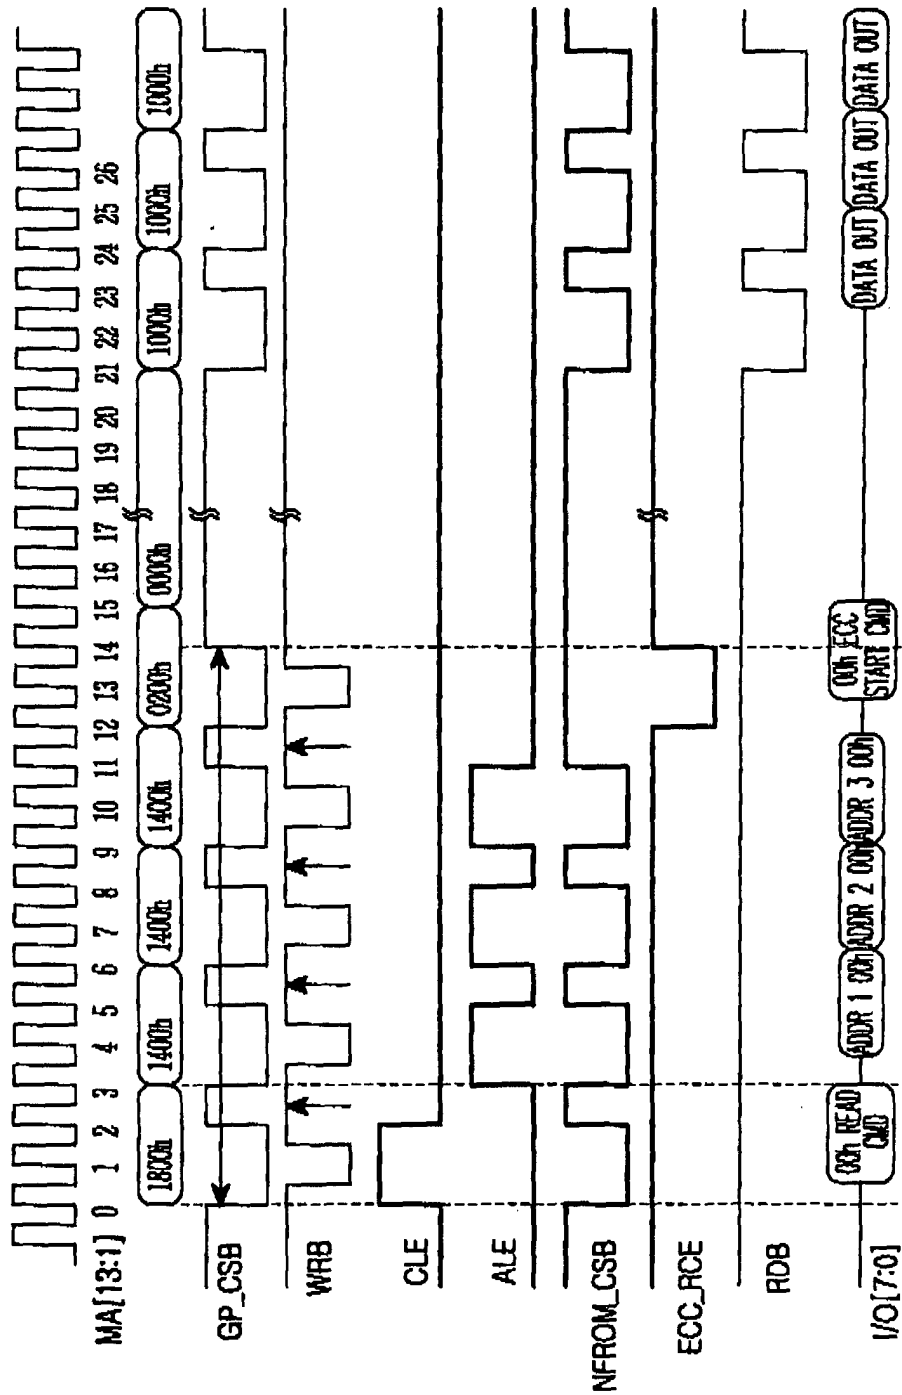 MA[13:1]
0 1 2 3 4 5 6 7 8 9 10 11 12 13 14 15 16 17 18 19 20 21 22 23 24 25 26
1800h 1400h 1400h 1400h 0200h 0000h 1000h 1000h 1000h
GP_CSB
WRB
CLE
ALE
NFROM_CSB
ECC_RCE
RDB
I/O[7:0]
00h READ
CMD
ADDR 1 00h ADDR 2 00h ADDR 3 00h
00h ECC
START CMD
DATA OUT DATA OUT DATA OUT